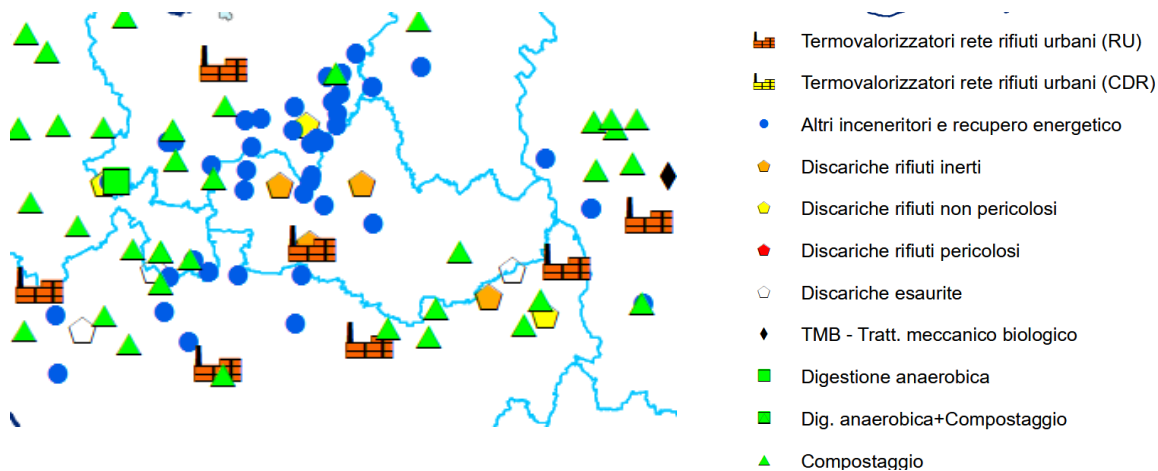 Termovalorizzatori rete rifiuti urbani (RU)
Termovalorizzatori rete rifiuti urbani (CDR)
Altri inceneritori e recupero energetico
Discariche rifiuti inerti
Discariche rifiuti non pericolosi
Discariche rifiuti pericolosi
Discariche esaurite
TMB - Tratt. meccanico biologico
Digestione anaerobica
Dig. anaerobica+Compostaggio
Compostaggio